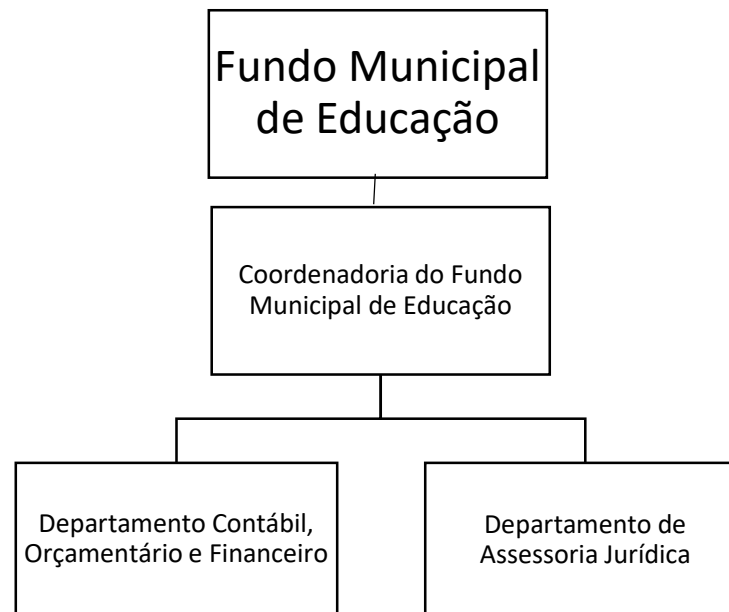 Fundo Municipal
de Educação
Coordenadoria do Fundo
Municipal de Educação
Departamento Contábil,
Orçamentário e Financeiro
Departamento de
Assessoria Jurídica